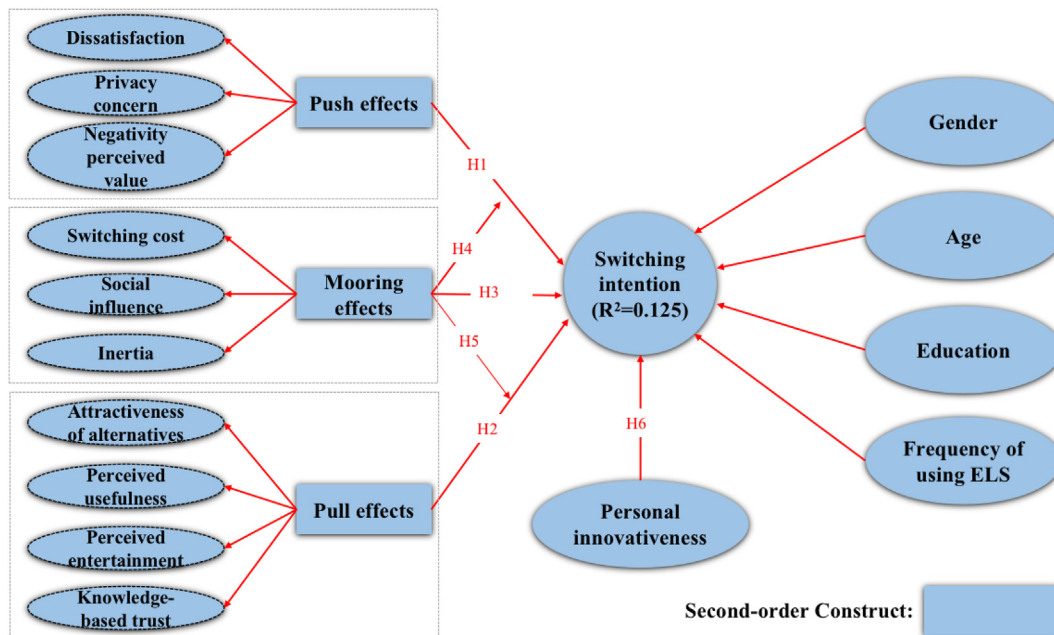 Dissatisfaction
Privacy
concern
Negativity
perceived
value
Push effects
H1
Switching cost
Social
influence
Inertia
Mooring
effects
H4
H3
H5
Attractiveness
of alternatives
Perceived
usefulness
Perceived
entertainment
Knowledge-
based trust
Pull effects
H2
Switching
intention
(R²=0.125)
H6
Personal
innovativeness
Gender
Age
Education
Frequency of
using ELS
Second-order Construct: